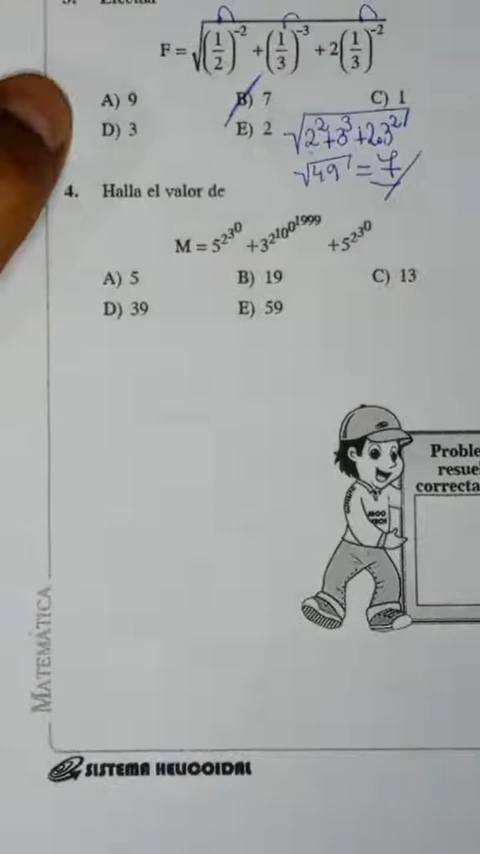 F = √((1/2)⁻² + (1/3)⁻³ + 2(1/3)⁻²)
A) 9 B) 7 C) 1
D) 3 E) 2 √(2²+3³+2.3²)
√49 = 7
4. Halla el valor de
M = 5^2^3^0 + 3^2^10^0^1999 + 5^2^3^0
A) 5 B) 19 C) 13
D) 39 E) 59
Proble
resue
correcta
MATEMÁTICA
SISTEMA HELICOIDAL